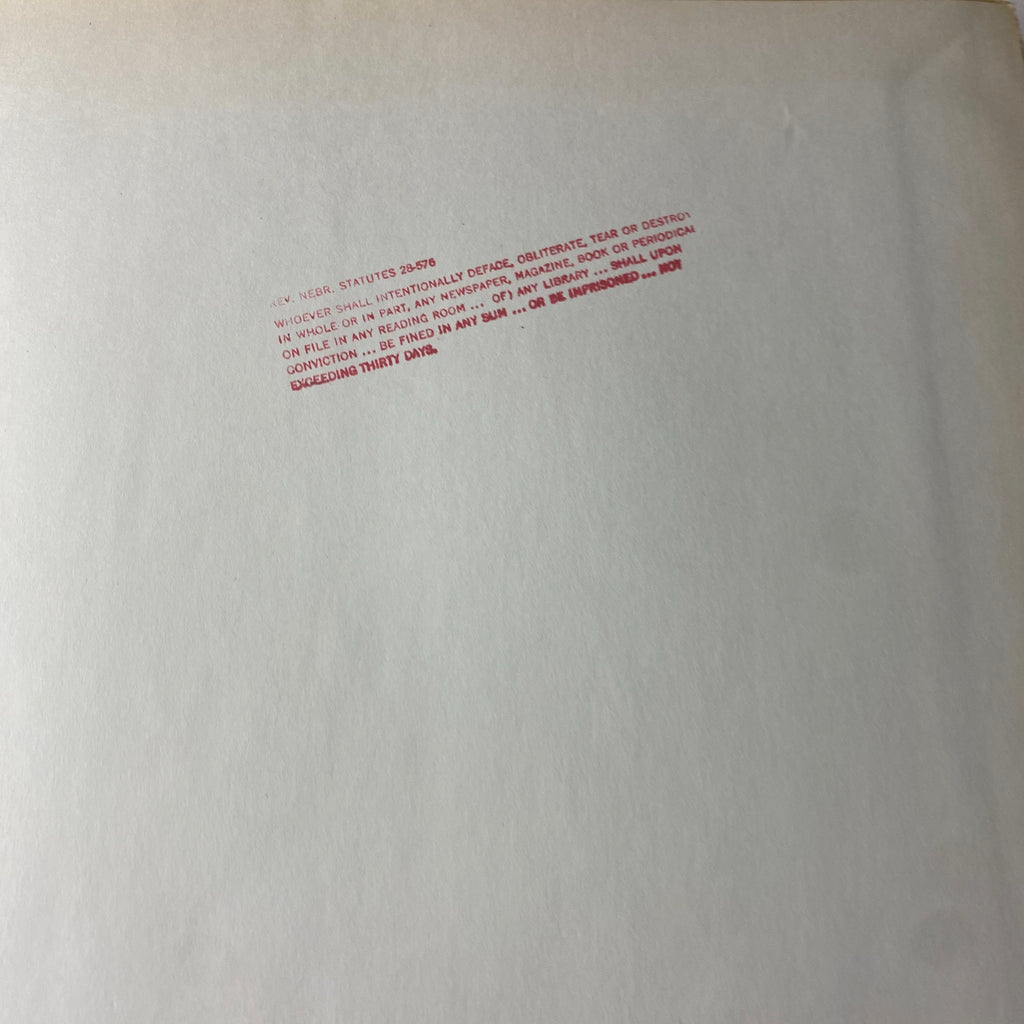 REV. NEBR. STATUTES 28-576
WHOEVER SHALL INTENTIONALLY DEFACE, OBLITERATE, TEAR OR DESTROY
IN WHOLE OR IN PART, ANY NEWSPAPER, MAGAZINE, BOOK OR PERIODICAL
ON FILE IN ANY READING ROOM ... OF) ANY LIBRARY ... SHALL UPON
CONVICTION ... BE FINED IN ANY SUM ... OR BE IMPRISONED ... NOT
EXCEEDING THIRTY DAYS.